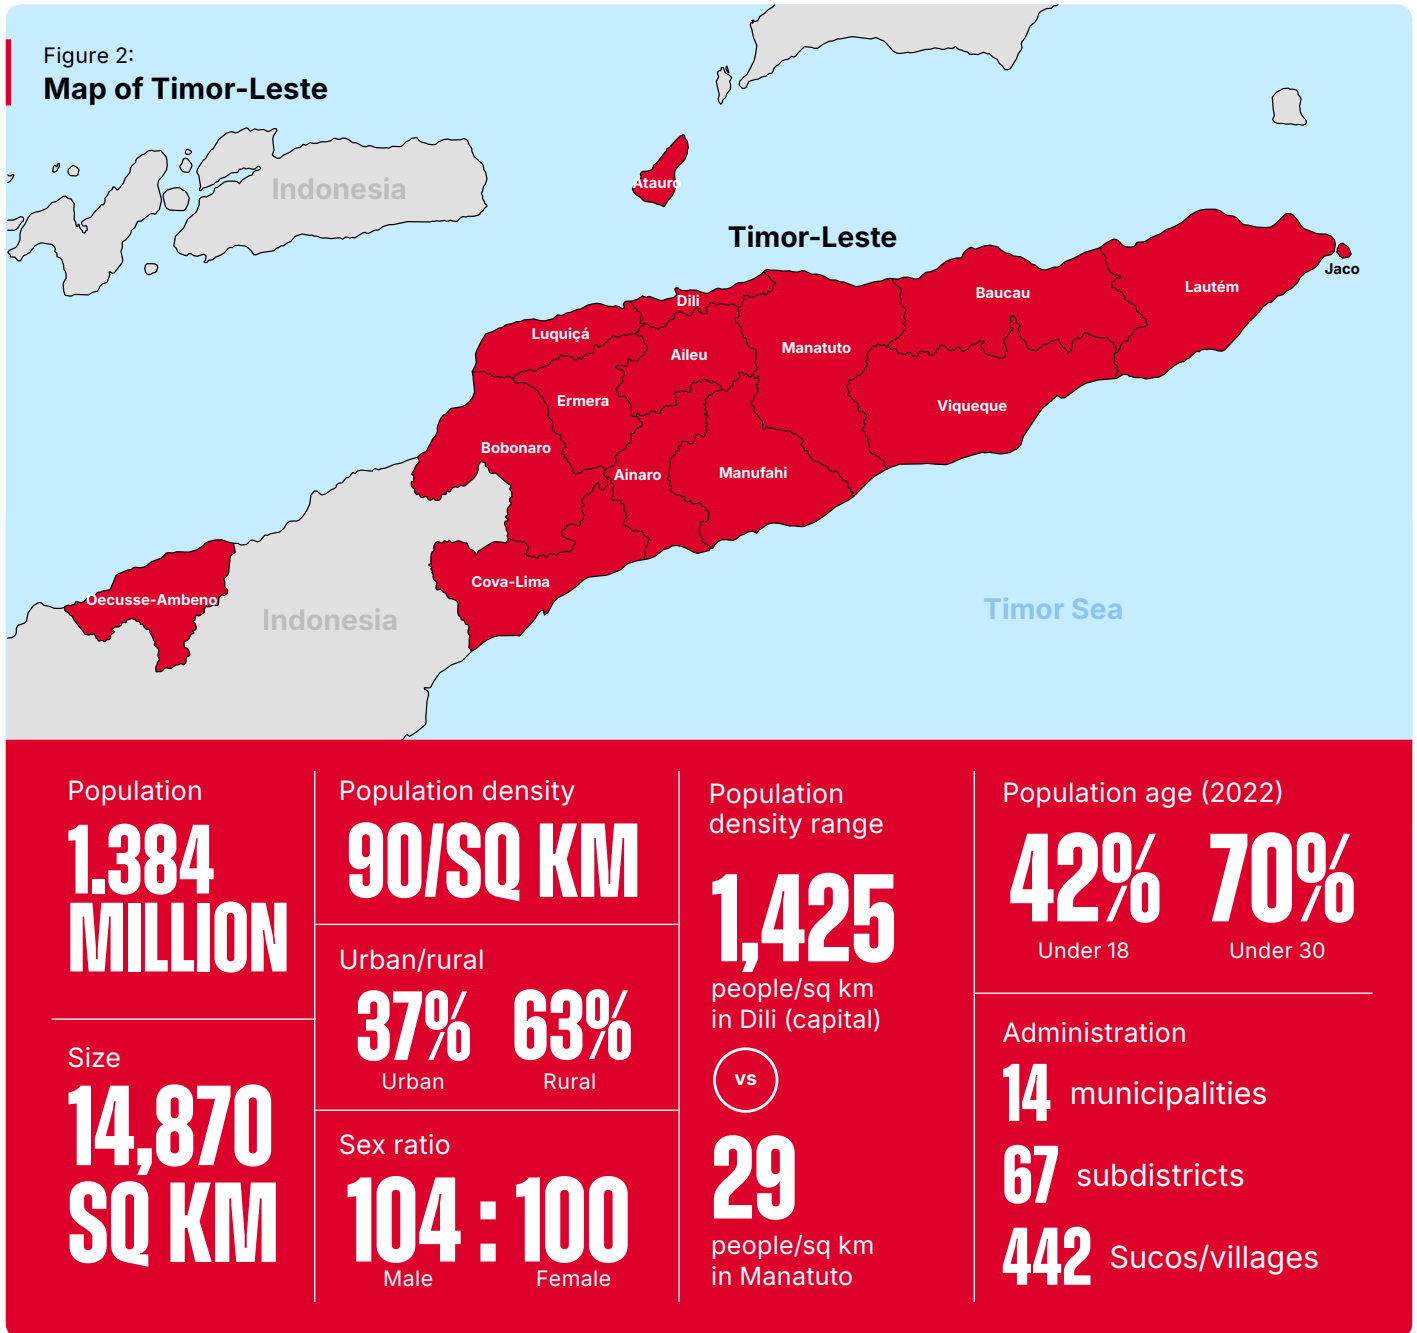 Figure 2:
Map of Timor-Leste
Indonesia
Atauro
Timor-Leste
Jaco
Lautém
Baucau
Dili
Luquiçá
Manatuto
Aileu
Ermera
Viqueque
Bobonaro
Ainaro
Manufahi
Cova-Lima
Oecusse-Ambeno
Indonesia
Timor Sea
Population
1.384
MILLION
Size
14,870
SQ KM
Population density
90/SQ KM
Urban/rural
37% 63%
Urban Rural
Sex ratio
104 : 100
Male Female
Population
density range
1,425
people/sq km
in Dili (capital)
vs
29
people/sq km
in Manatuto
Population age (2022)
42% 70%
Under 18 Under 30
Administration
14 municipalities
67 subdistricts
442 Sucos/villages